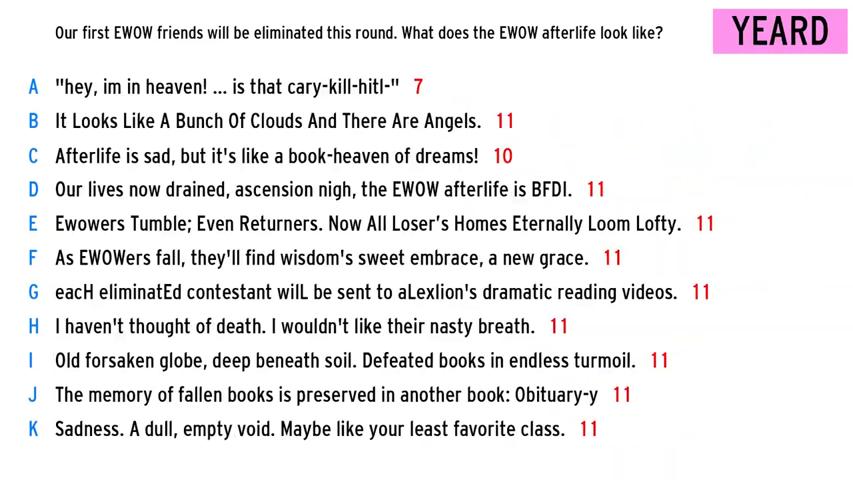 Our first EWOW friends will be eliminated this round. What does the EWOW afterlife look like?
YEARD
A "hey, im in heaven! ... is that cary-kill-hitl-" 7
B It Looks Like A Bunch Of Clouds And There Are Angels. 11
C Afterlife is sad, but it's like a book-heaven of dreams! 10
D Our lives now drained, ascension nigh, the EWOW afterlife is BFDI. 11
E Ewowers Tumble; Even Returners. Now All Loser's Homes Eternally Loom Lofty. 11
F As EWOWers fall, they'll find wisdom's sweet embrace, a new grace. 11
G eacH eliminatEd contestant wilL be sent to aLexlion's dramatic reading videos. 11
H I haven't thought of death. I wouldn't like their nasty breath. 11
I Old forsaken globe, deep beneath soil. Defeated books in endless turmoil. 11
J The memory of fallen books is preserved in another book: Obituary-y 11
K Sadness. A dull, empty void. Maybe like your least favorite class. 11